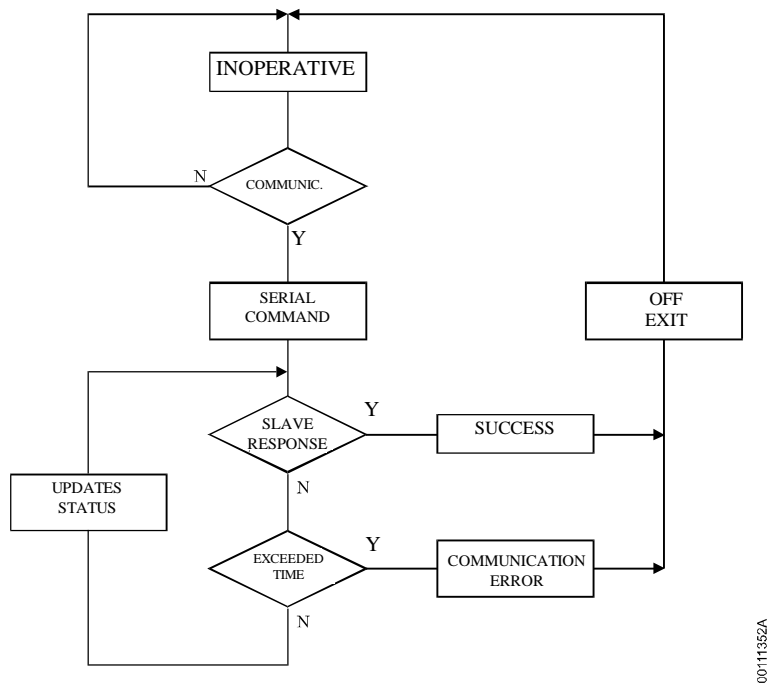 INOPERATIVE
N
COMMUNIC.
Y
SERIAL
COMMAND
OFF
EXIT
Y
SLAVE
RESPONSE
SUCCESS
N
UPDATES
STATUS
Y
EXCEEDED
TIME
COMMUNICATION
ERROR
N
00111352A